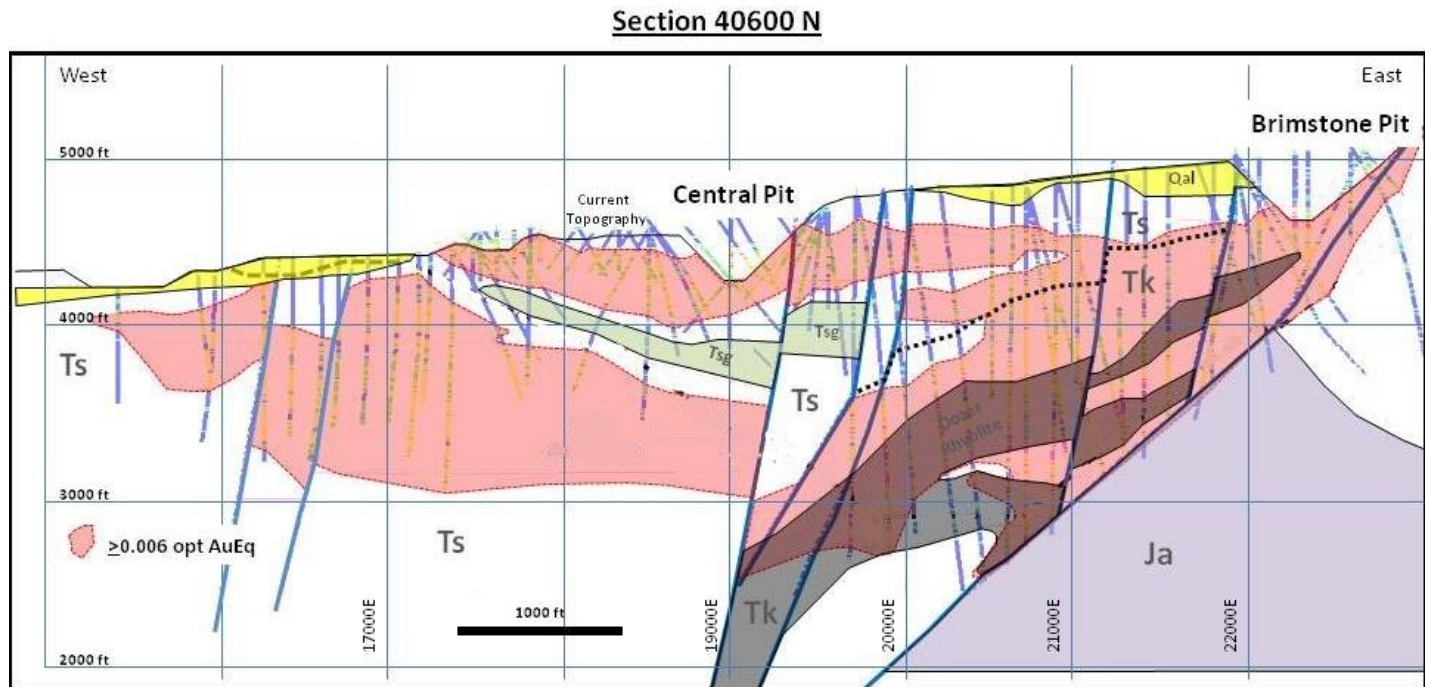 Section 40600 N
West
East
Brimstone Pit
5000 ft
Central Pit
Qal
Current
Topography
Ts
Tk
4000 ft
Tsg
Tsg
Ts
Ts
Dozer
Rhyolite
3000 ft
≥0.006 opt AuEq
Ts
Ja
1000 ft
Tk
17000E
19000E
20000E
21000E
22000E
2000 ft